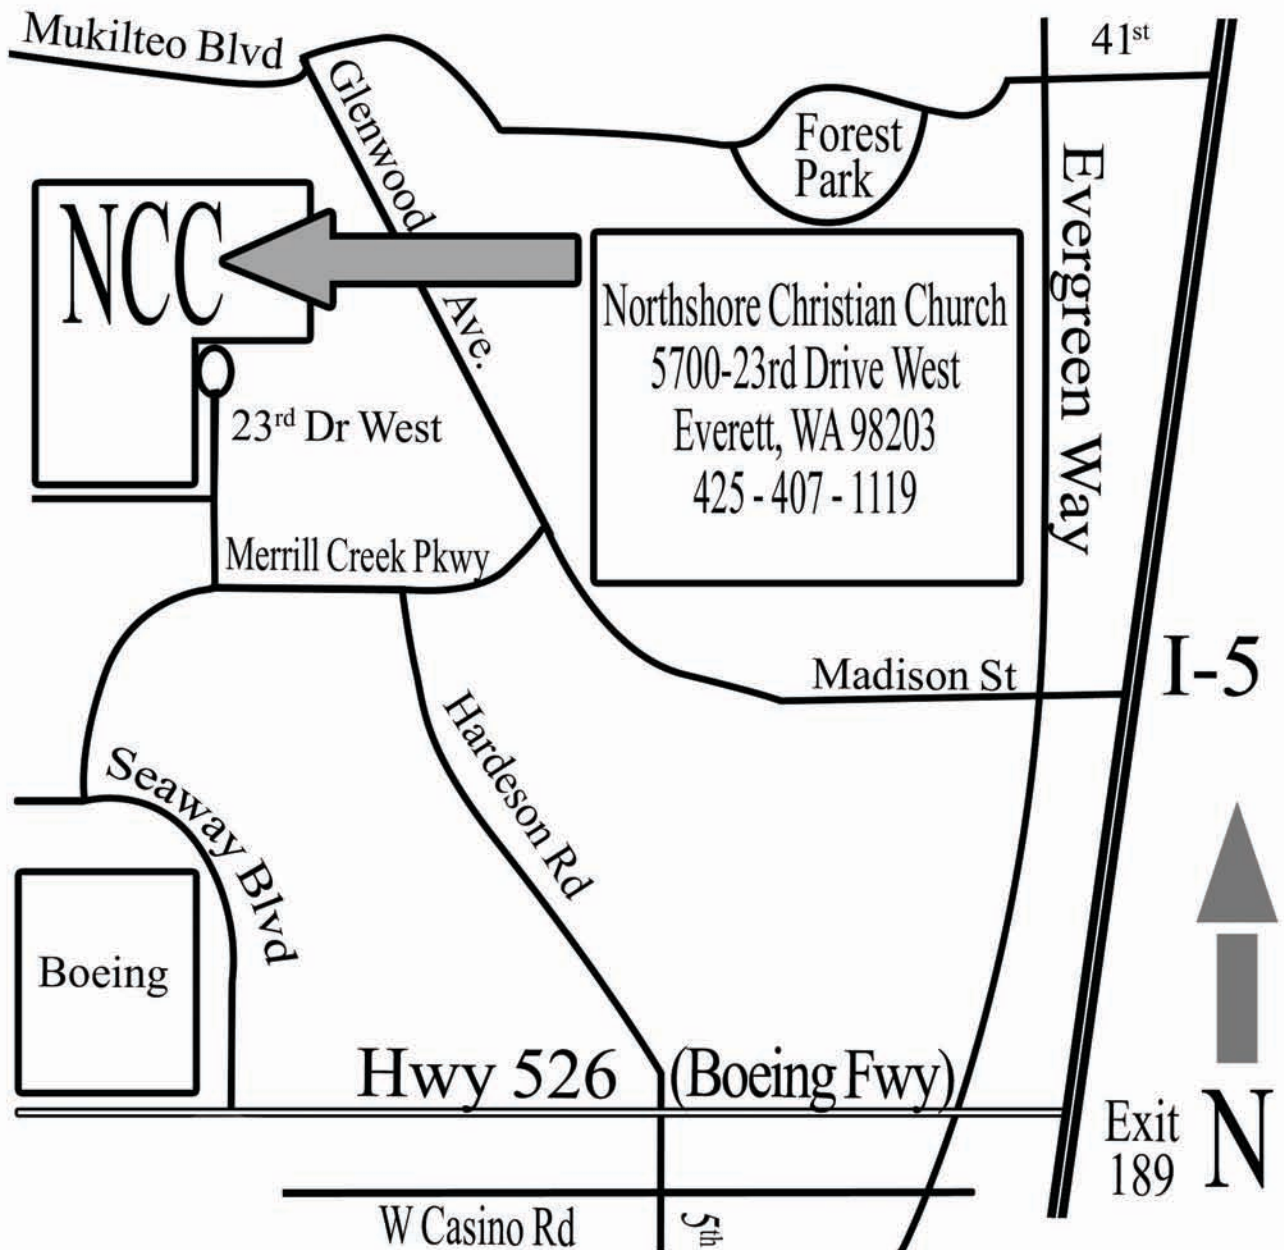 Mukilteo Blvd
41st
Glenwood Ave.
Forest
Park
Evergreen Way
NCC
Northshore Christian Church
5700-23rd Drive West
Everett, WA 98203
425 - 407 - 1119
23rd Dr West
Merrill Creek Pkwy
Madison St
I-5
Hardeson Rd
Seaway Blvd
Boeing
Hwy 526 (Boeing Fwy)
Exit
189
N
W Casino Rd
5th